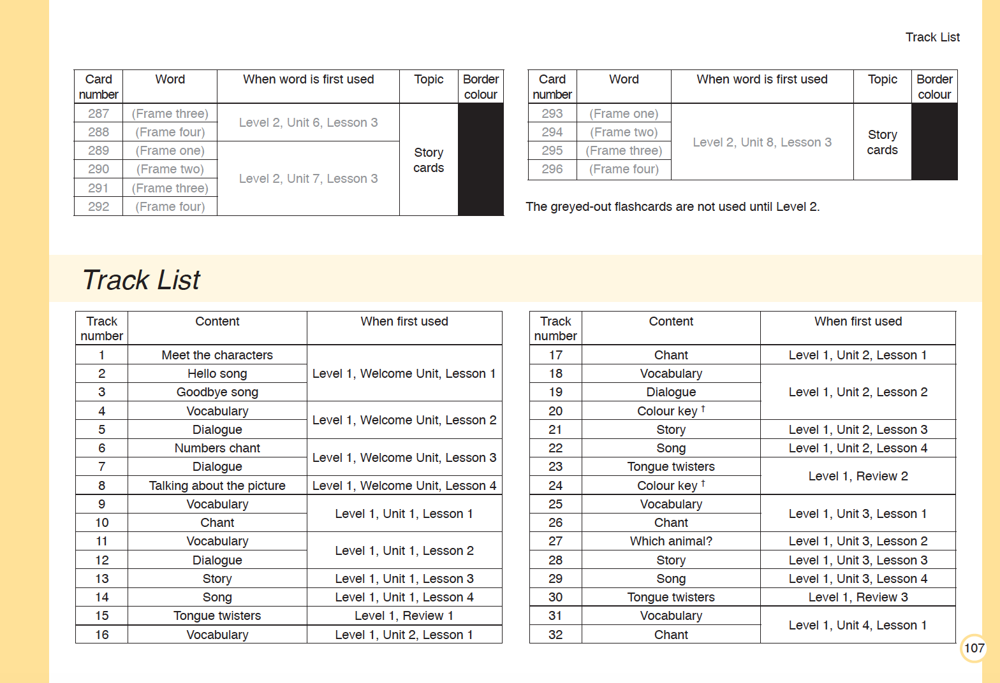 Track List
Card number Word When word is first used Topic Border colour
287 (Frame three) Level 2, Unit 6, Lesson 3 Story cards
288 (Frame four)
289 (Frame one) Level 2, Unit 7, Lesson 3
290 (Frame two)
291 (Frame three)
292 (Frame four)
Card number Word When word is first used Topic Border colour
293 (Frame one) Level 2, Unit 8, Lesson 3 Story cards
294 (Frame two)
295 (Frame three)
296 (Frame four)
The greyed-out flashcards are not used until Level 2.
Track List
Track number Content When first used
1 Meet the characters Level 1, Welcome Unit, Lesson 1
2 Hello song
3 Goodbye song
4 Vocabulary Level 1, Welcome Unit, Lesson 2
5 Dialogue
6 Numbers chant Level 1, Welcome Unit, Lesson 3
7 Dialogue
8 Talking about the picture Level 1, Welcome Unit, Lesson 4
9 Vocabulary Level 1, Unit 1, Lesson 1
10 Chant
11 Vocabulary Level 1, Unit 1, Lesson 2
12 Dialogue
13 Story Level 1, Unit 1, Lesson 3
14 Song Level 1, Unit 1, Lesson 4
15 Tongue twisters Level 1, Review 1
16 Vocabulary Level 1, Unit 2, Lesson 1
Track number Content When first used
17 Chant Level 1, Unit 2, Lesson 1
18 Vocabulary Level 1, Unit 2, Lesson 2
19 Dialogue
20 Colour key †
21 Story Level 1, Unit 2, Lesson 3
22 Song Level 1, Unit 2, Lesson 4
23 Tongue twisters Level 1, Review 2
24 Colour key †
25 Vocabulary Level 1, Unit 3, Lesson 1
26 Chant
27 Which animal? Level 1, Unit 3, Lesson 2
28 Story Level 1, Unit 3, Lesson 3
29 Song Level 1, Unit 3, Lesson 4
30 Tongue twisters Level 1, Review 3
31 Vocabulary Level 1, Unit 4, Lesson 1
32 Chant
107